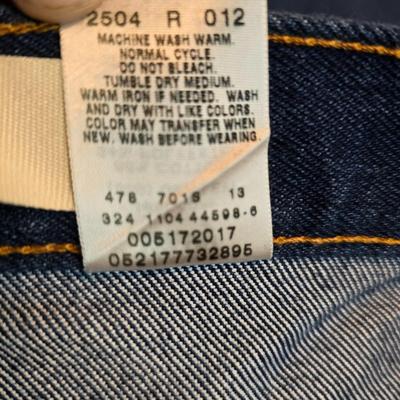 2504 R 012
MACHINE WASH WARM.
NORMAL CYCLE.
DO NOT BLEACH.
TUMBLE DRY MEDIUM.
WARM IRON IF NEEDED. WASH
AND DRY WITH LIKE COLORS.
COLOR MAY TRANSFER WHEN
NEW. WASH BEFORE WEARING.
478 7019 13
324 1104 44598-6
005172017
052177732895